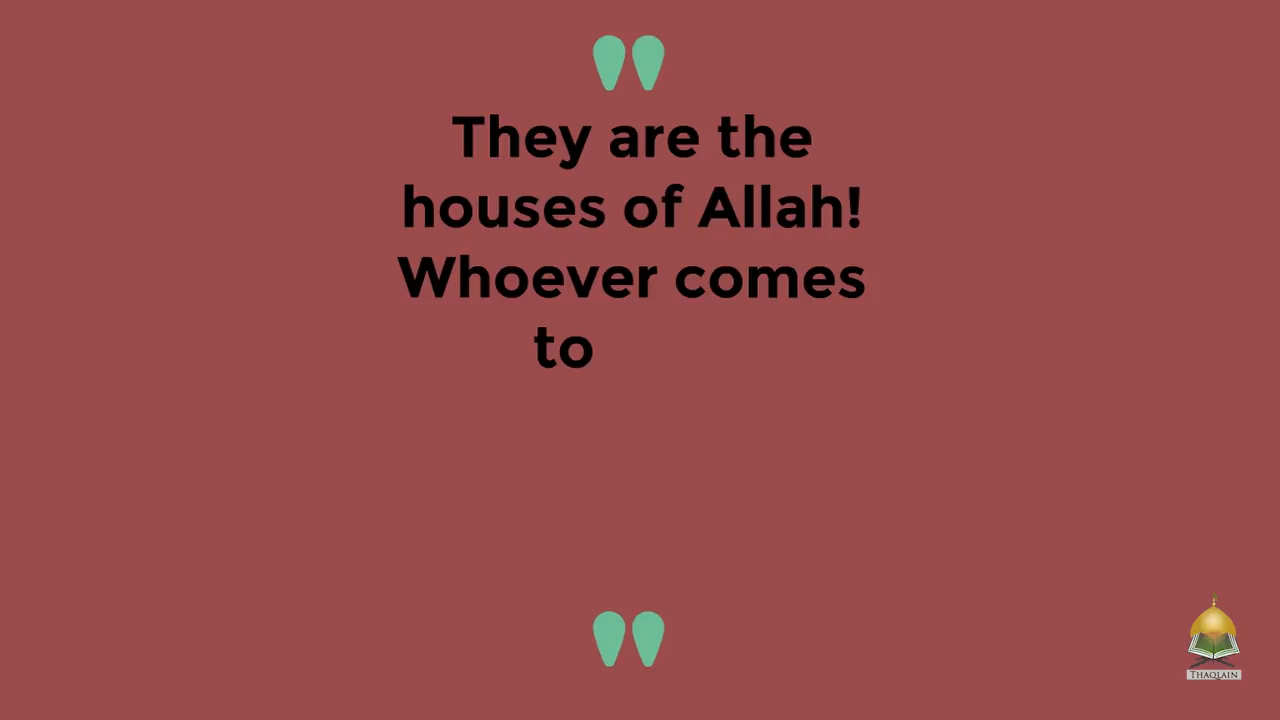 "
They are the
houses of Allah!
Whoever comes
to
"
THAQLAIN